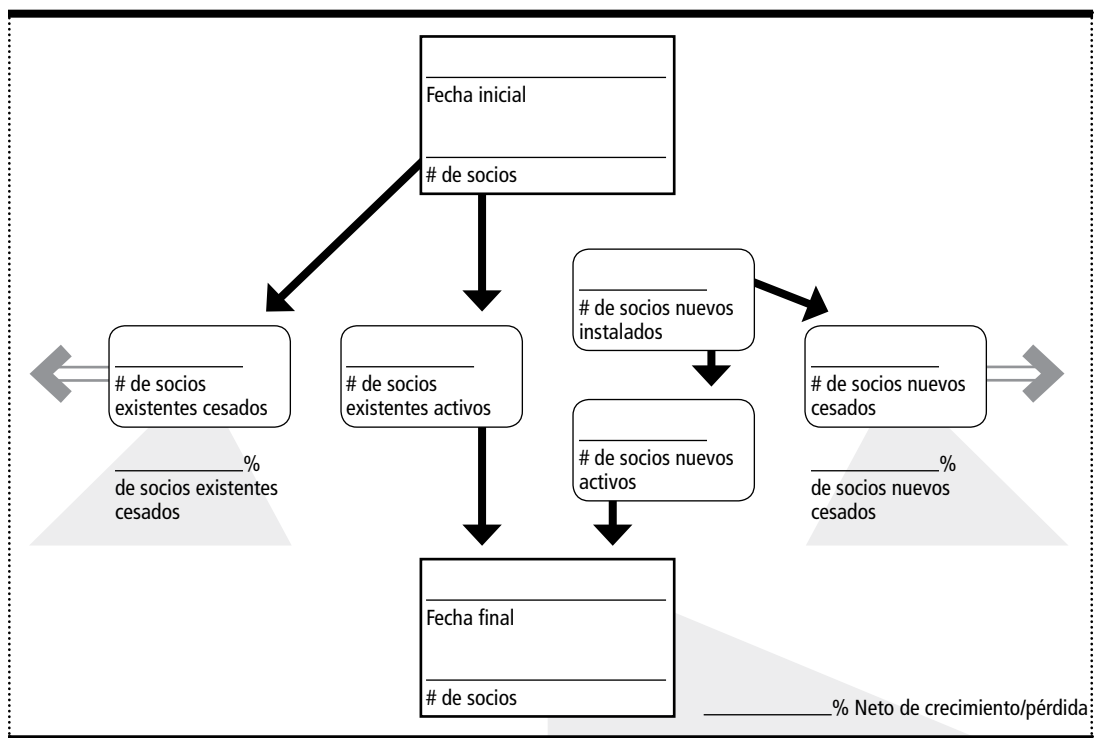 Fecha inicial
# de socios
# de socios nuevos
instalados
# de socios
existentes cesados
# de socios
existentes activos
# de socios nuevos
cesados
# de socios nuevos
activos
%
de socios existentes
cesados
%
de socios nuevos
cesados
Fecha final
# de socios
% Neto de crecimiento/pérdida